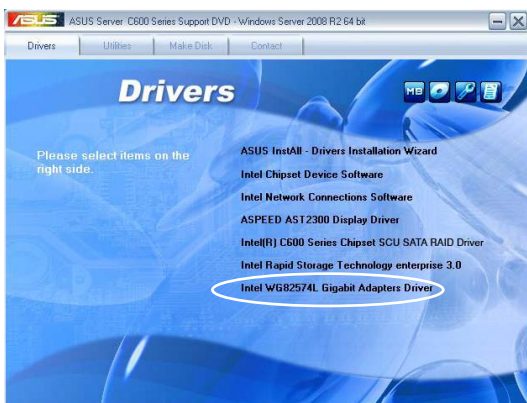 ASUS ASUS Server C600 Series Support DVD - Windows Server 2008 R2 64 bit
Drivers Utilities Make Disk Contact
Drivers
MB
Please select items on the
right side.
ASUS InstAll - Drivers Installation Wizard
Intel Chipset Device Software
Intel Network Connections Software
ASPEED AST2300 Display Driver
Intel(R) C600 Series Chipset SCU SATA RAID Driver
Intel Rapid Storage Technology enterprise 3.0
Intel WG82574L Gigabit Adapters Driver